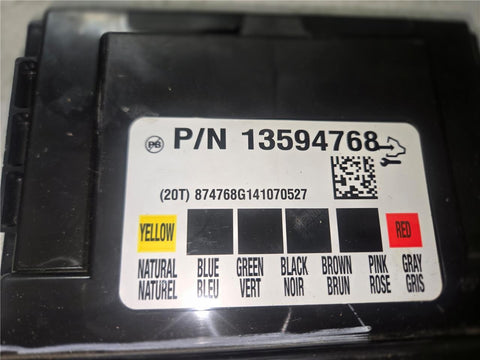 PB P/N 13594768
(20T) 874768G141070527
YELLOW RED
NATURAL BLUE GREEN BLACK BROWN PINK GRAY
NATUREL BLEU VERT NOIR BRUN ROSE GRIS